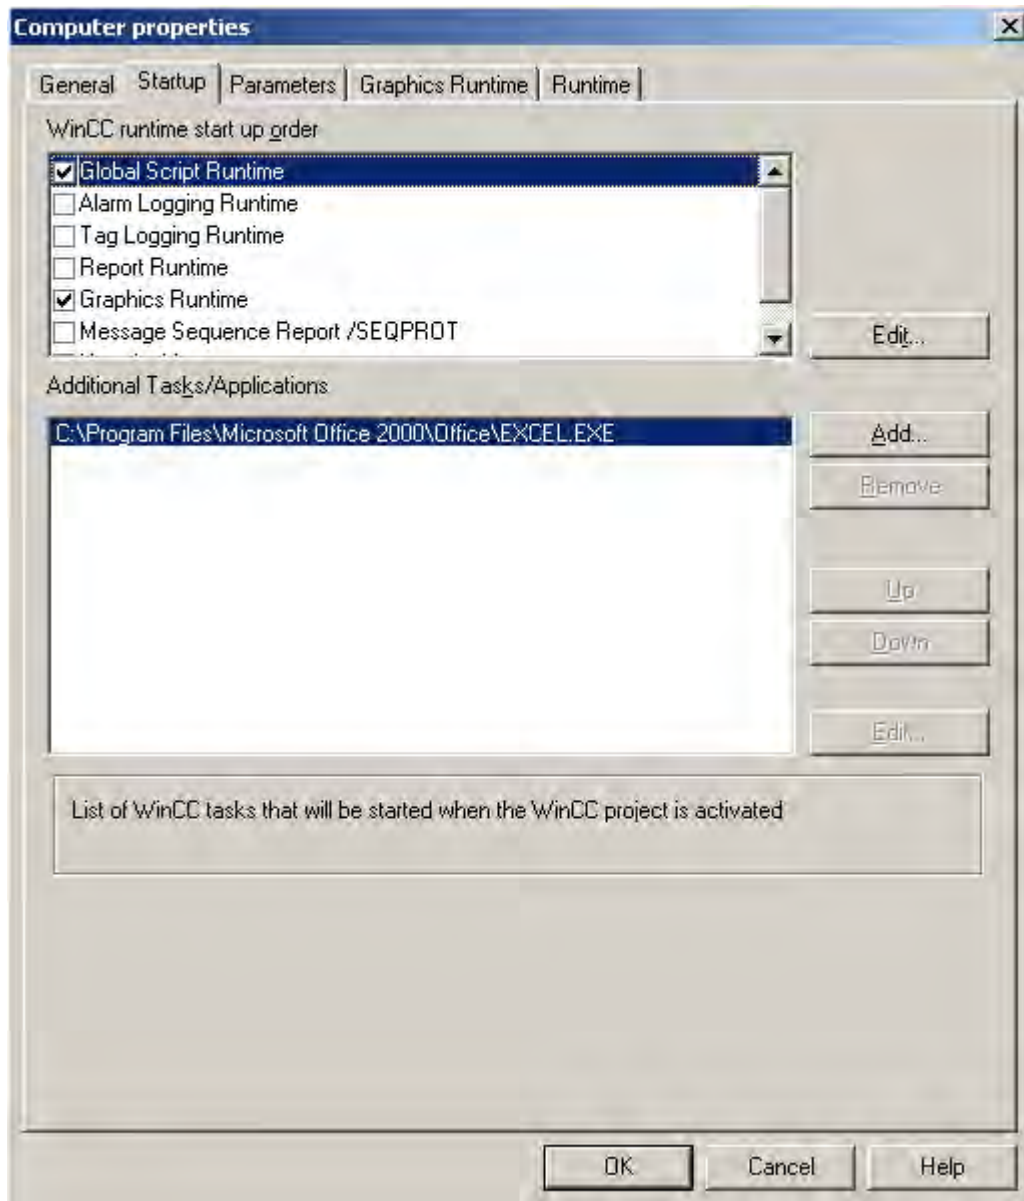 Computer properties
General Startup Parameters Graphics Runtime Runtime
WinCC runtime start up order
Global Script Runtime
Alarm Logging Runtime
Tag Logging Runtime
Report Runtime
Graphics Runtime
Message Sequence Report /SEQPROT
Edit...
Additional Tasks/Applications
C:\Program Files\Microsoft Office 2000\Office\EXCEL.EXE
Add...
Remove
Up
Down
Edit...
List of WinCC tasks that will be started when the WinCC project is activated
OK Cancel Help